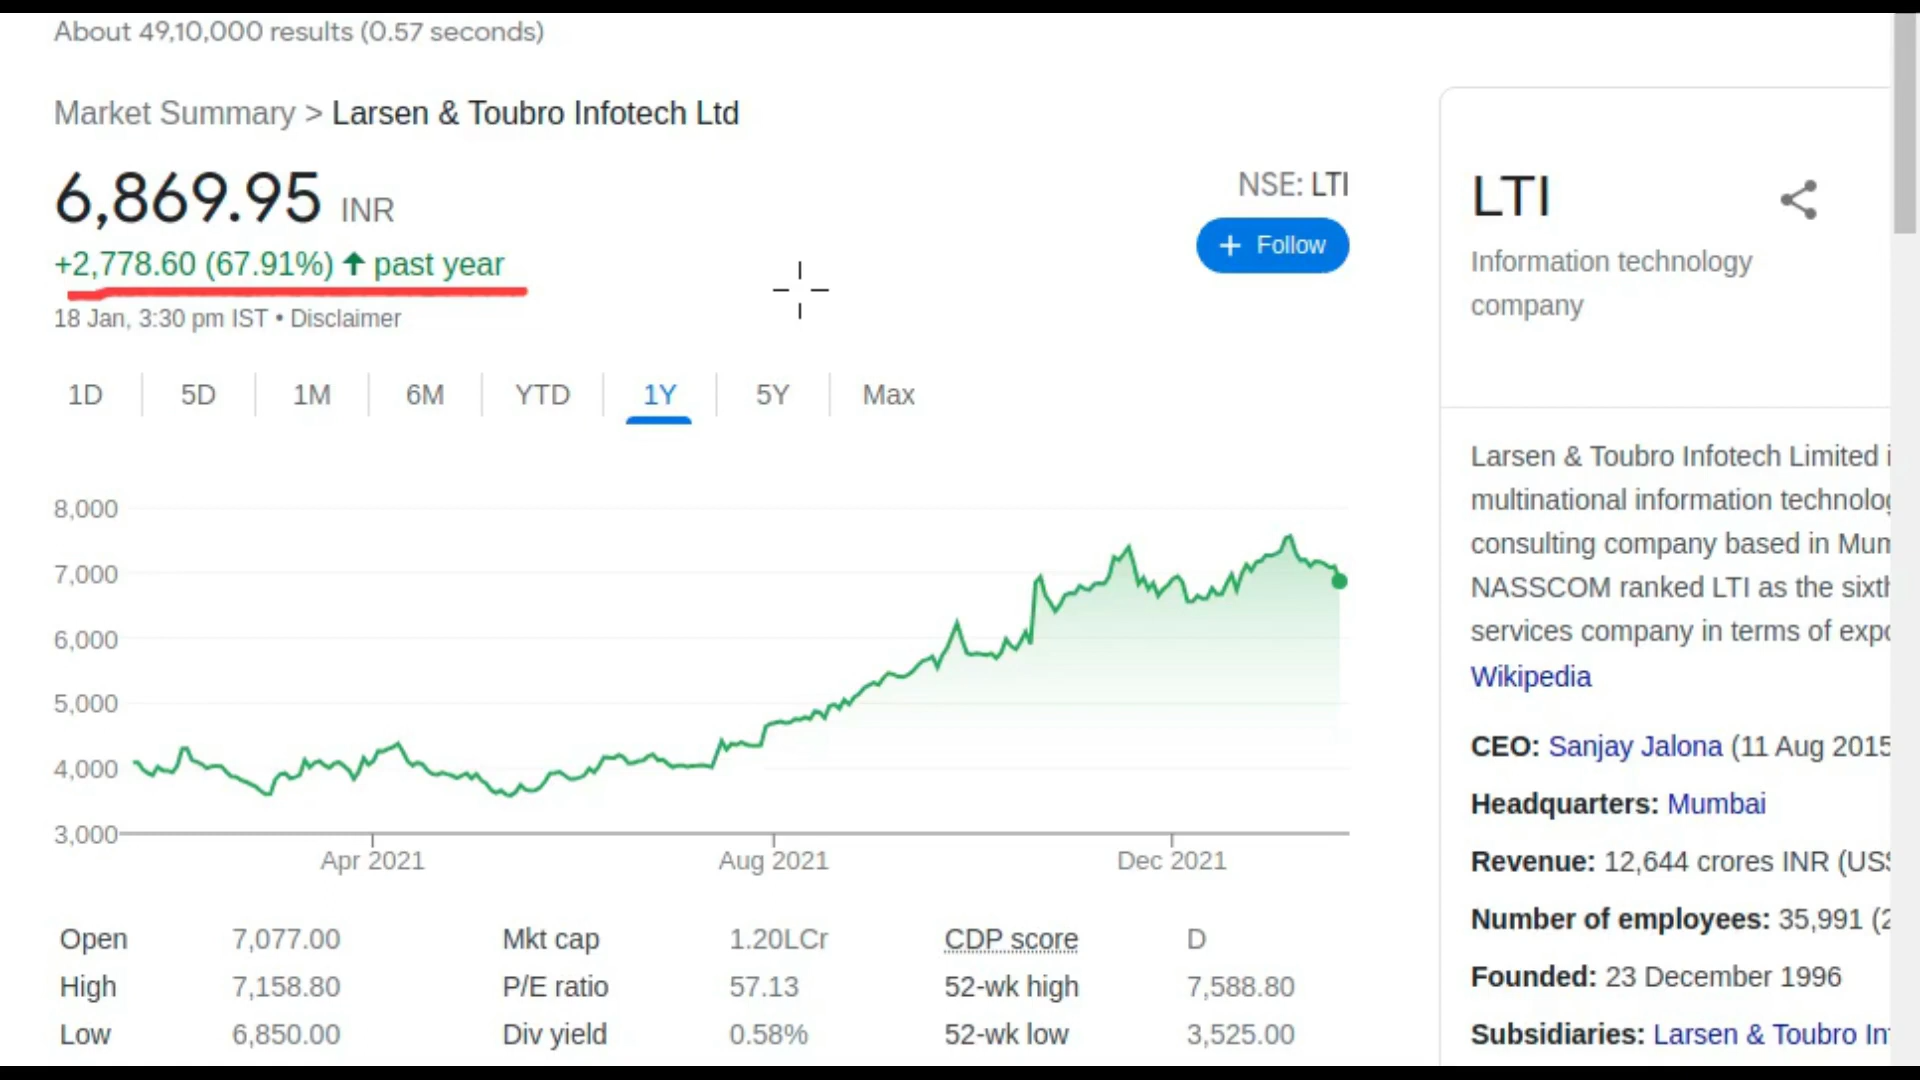 About 49,10,000 results (0.57 seconds)
Market Summary > Larsen & Toubro Infotech Ltd
6,869.95 INR
+2,778.60 (67.91%) ↑ past year
18 Jan, 3:30 pm IST • Disclaimer
NSE: LTI
+ Follow
1D 5D 1M 6M YTD 1Y 5Y Max
8,000
7,000
6,000
5,000
4,000
3,000
Apr 2021 Aug 2021 Dec 2021
Open 7,077.00 Mkt cap 1.20LCr CDP score D
High 7,158.80 P/E ratio 57.13 52-wk high 7,588.80
Low 6,850.00 Div yield 0.58% 52-wk low 3,525.00
LTI
Information technology
company
Larsen & Toubro Infotech Limited
multinational information technolog
consulting company based in Mum
NASSCOM ranked LTI as the sixth
services company in terms of expo
Wikipedia
CEO: Sanjay Jalona (11 Aug 2015
Headquarters: Mumbai
Revenue: 12,644 crores INR (US$
Number of employees: 35,991 (2
Founded: 23 December 1996
Subsidiaries: Larsen & Toubro In